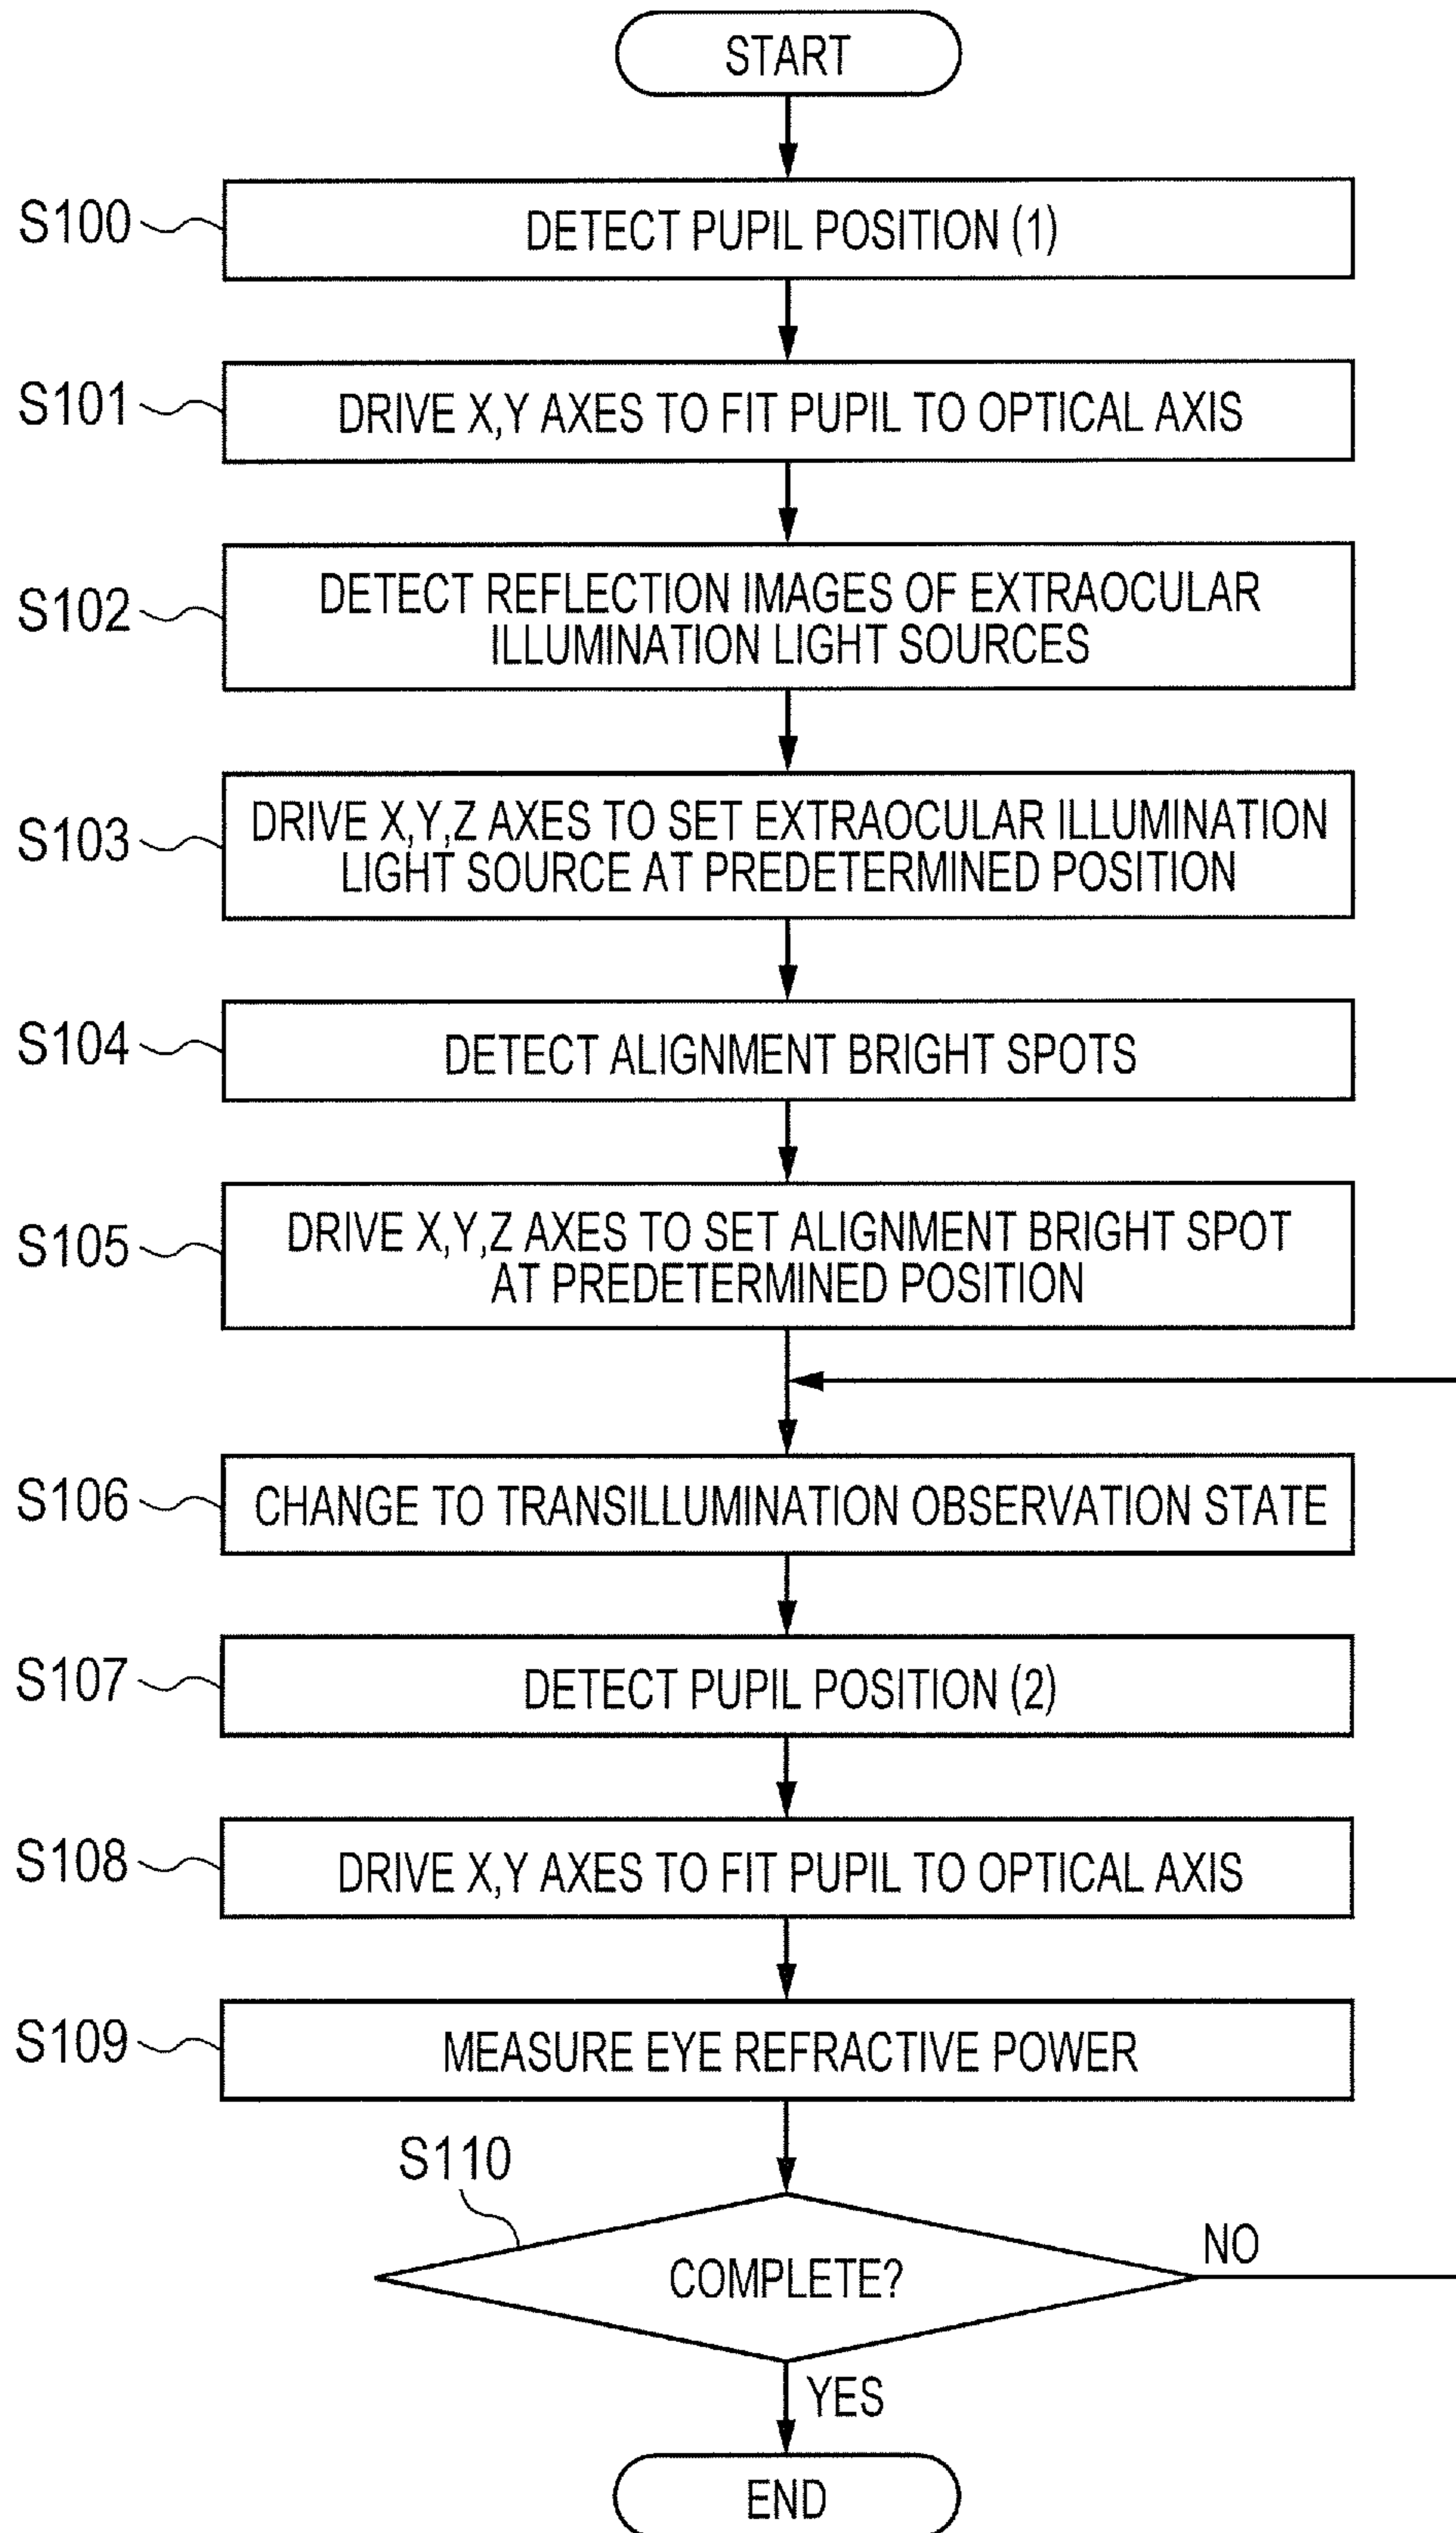 START
S100
DETECT PUPIL POSITION (1)
S101
DRIVE X,Y AXES TO FIT PUPIL TO OPTICAL AXIS
S102
DETECT REFLECTION IMAGES OF EXTRAOCULAR
ILLUMINATION LIGHT SOURCES
S103
DRIVE X,Y,Z AXES TO SET EXTRAOCULAR ILLUMINATION
LIGHT SOURCE AT PREDETERMINED POSITION
S104
DETECT ALIGNMENT BRIGHT SPOTS
S105
DRIVE X,Y,Z AXES TO SET ALIGNMENT BRIGHT SPOT
AT PREDETERMINED POSITION
S106
CHANGE TO TRANSILLUMINATION OBSERVATION STATE
S107
DETECT PUPIL POSITION (2)
S108
DRIVE X,Y AXES TO FIT PUPIL TO OPTICAL AXIS
S109
MEASURE EYE REFRACTIVE POWER
S110
COMPLETE?
NO
YES
END